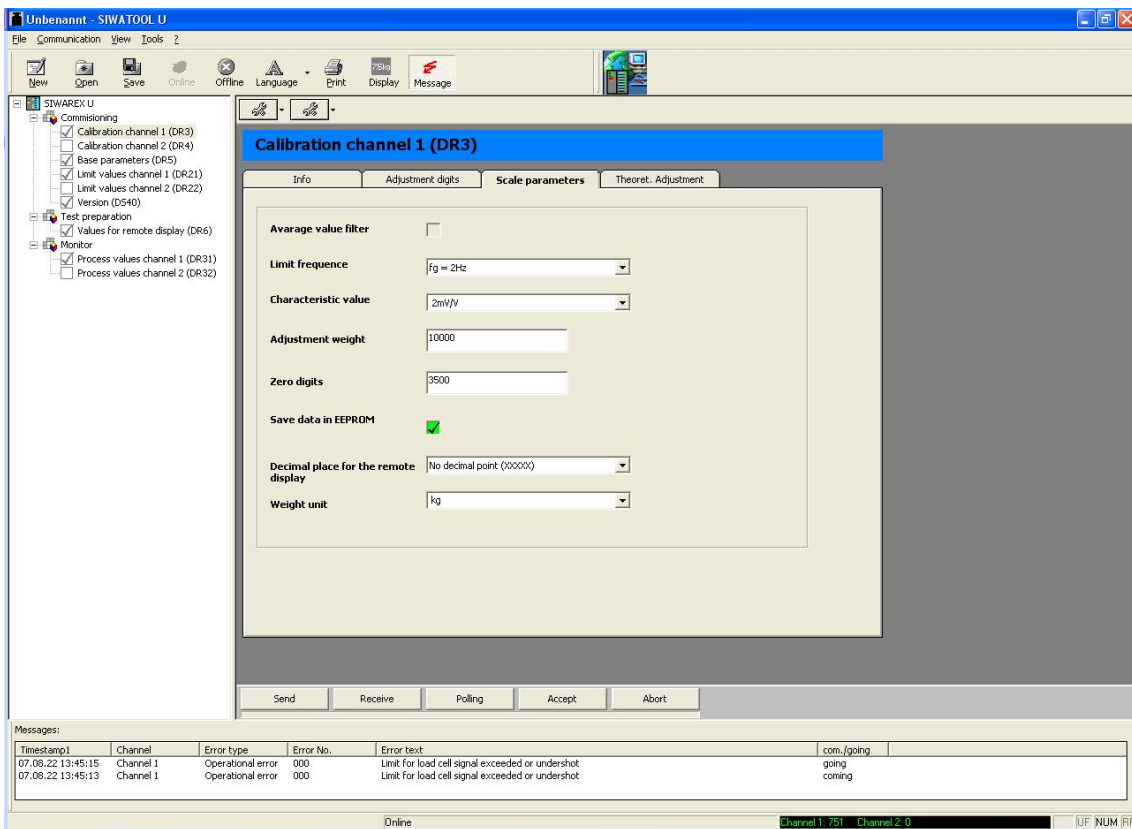 Unbenannt - SIWATOOL U
File Communication View Tools ?
New Open Save Online Offline Language Print 75kg Display Message
SIWAREX U
Commisioning
Calibration channel 1 (DR3)
Calibration channel 2 (DR4)
Base parameters (DR5)
Limit values channel 1 (DR21)
Limit values channel 2 (DR22)
Version (DS40)
Test preparation
Values for remote display (DR6)
Monitor
Process values channel 1 (DR31)
Process values channel 2 (DR32)
Calibration channel 1 (DR3)
Info Adjustment digits Scale parameters Theoret. Adjustment
Avarage value filter
Limit frequence fg = 2Hz
Characteristic value 2mV/V
Adjustment weight 10000
Zero digits 3500
Save data in EEPROM
Decimal place for the remote display No decimal point (XXXXX)
Weight unit kg
Send Receive Polling Accept Abort
Messages:
Timestamp1 Channel Error type Error No. Error text com./going
07.08.22 13:45:15 Channel 1 Operational error 000 Limit for load cell signal exceeded or undershot going
07.08.22 13:45:13 Channel 1 Operational error 000 Limit for load cell signal exceeded or undershot coming
Online Channel 1: 751 Channel 2: 0 UF NUM